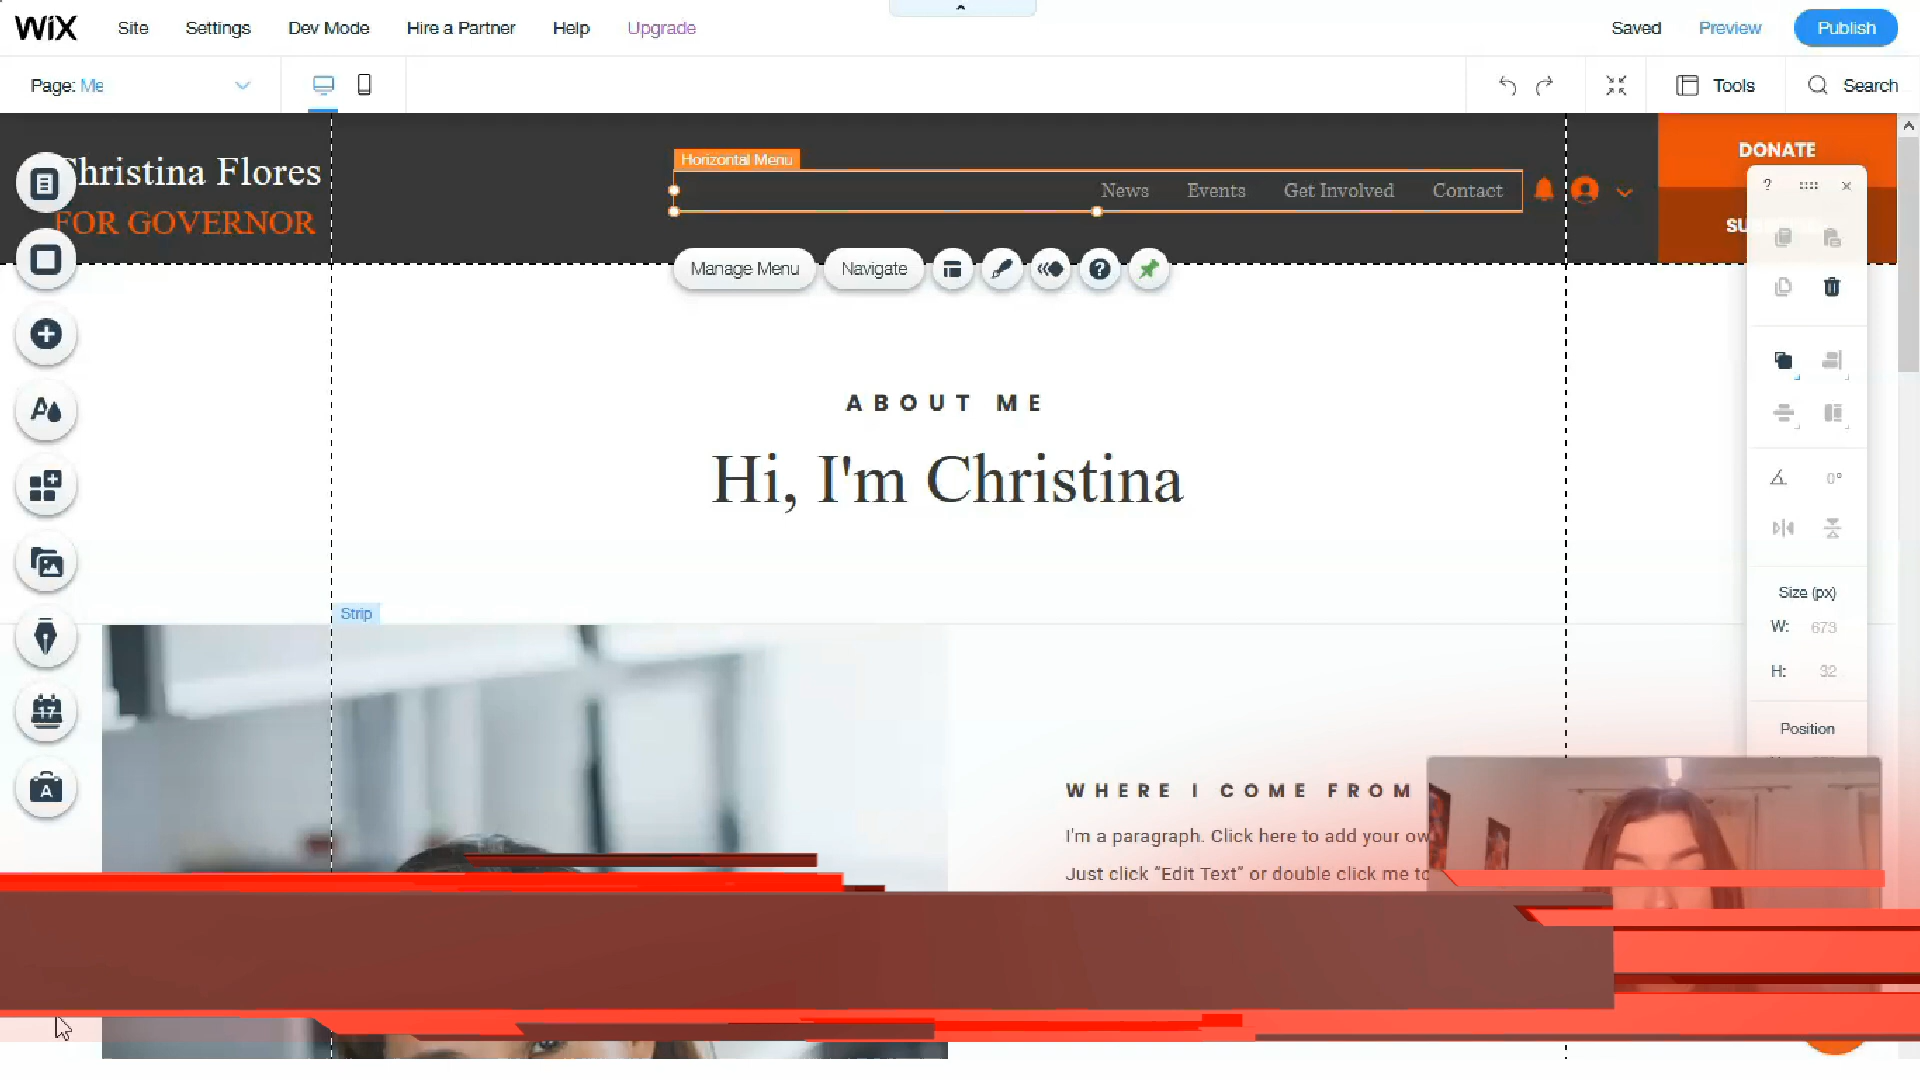 WiX Site Settings Dev Mode Hire a Partner Help Upgrade Saved Preview Publish
Page: Me Tools Search
Christina Flores
FOR GOVERNOR
Horizontal Menu
News Events Get Involved Contact
DONATE
Manage Menu Navigate
ABOUT ME
Hi, I'm Christina
0°
Size (px)
W: 673
H: 32
Strip
Position
17
A
WHERE I COME FROM
I'm a paragraph. Click here to add your
Just click “Edit Text” or double click me to